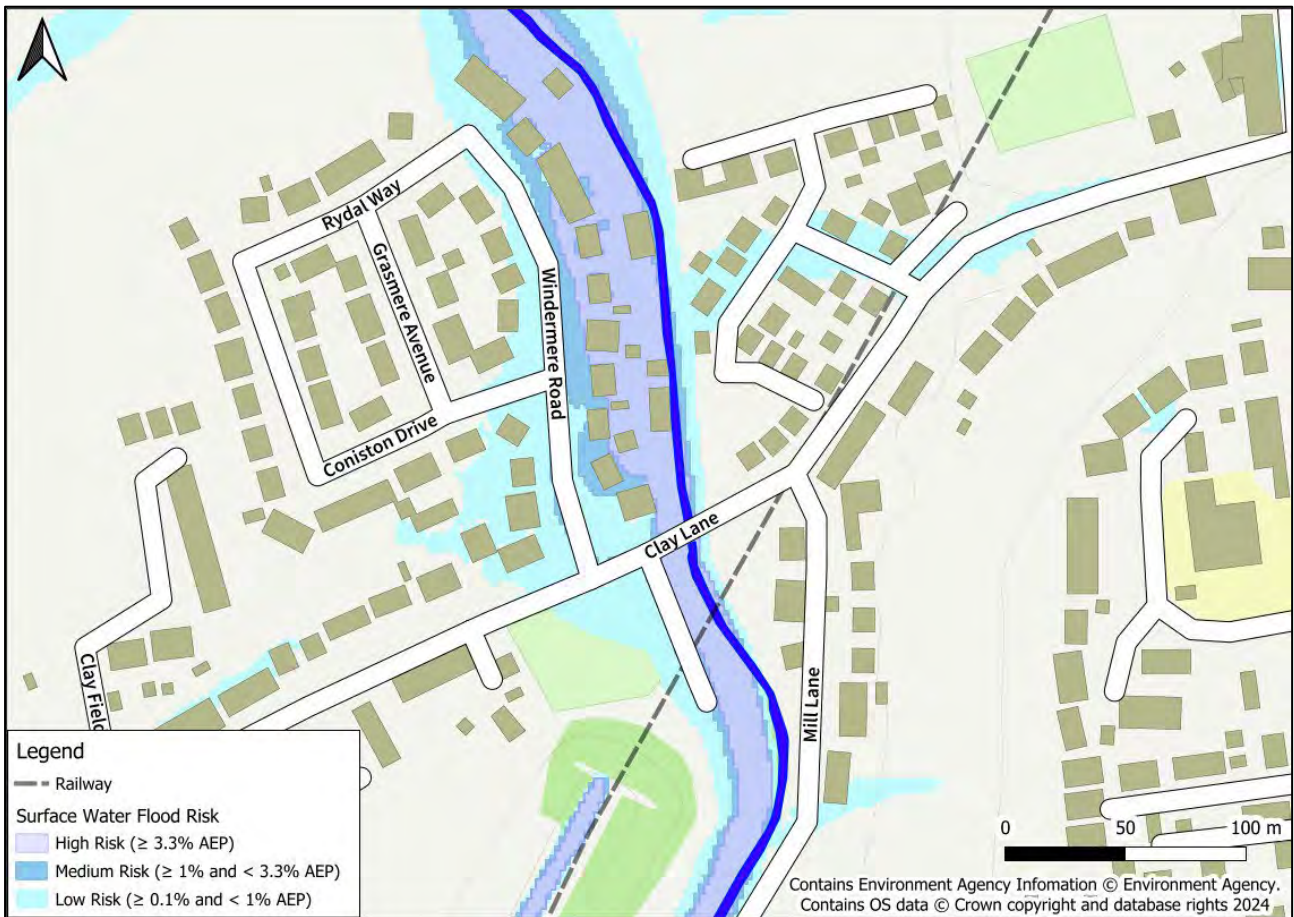 Rydal Way
Grasmere Avenue
Windermere Road
Coniston Drive
Clay Lane
Mill Lane
Clay Field
Legend
Railway
Surface Water Flood Risk
High Risk (≥ 3.3% AEP)
Medium Risk (≥ 1% and < 3.3% AEP)
Low Risk (≥ 0.1% and < 1% AEP)
0 50 100 m
Contains Environment Agency Infomation © Environment Agency.
Contains OS data © Crown copyright and database rights 2024